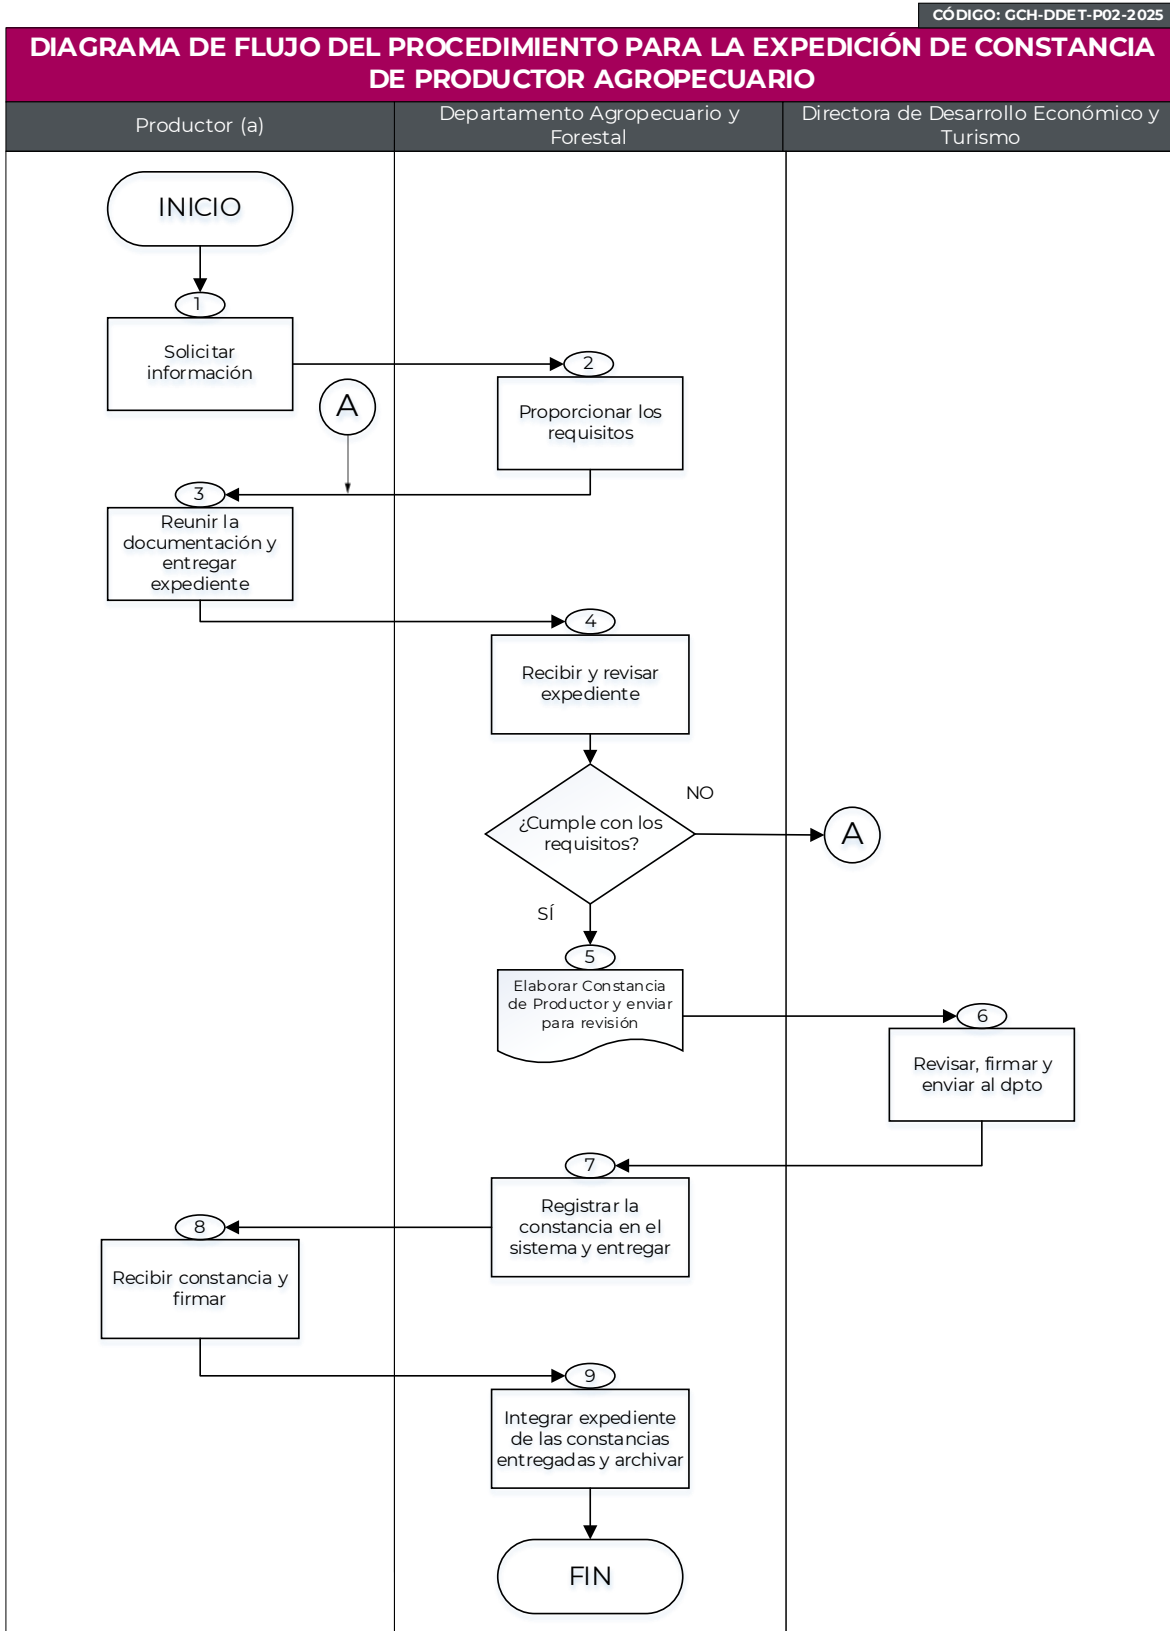 CÓDIGO: GCH-DDET-P02-2025
DIAGRAMA DE FLUJO DEL PROCEDIMIENTO PARA LA EXPEDICIÓN DE CONSTANCIA
DE PRODUCTOR AGROPECUARIO
Productor (a)
Departamento Agropecuario y
Forestal
Directora de Desarrollo Económico y
Turismo
INICIO
1
Solicitar
información
2
Proporcionar los
requisitos
A
3
Reunir la
documentación y
entregar
expediente
4
Recibir y revisar
expediente
¿Cumple con los
requisitos?
NO
A
SÍ
5
Elaborar Constancia
de Productor y enviar
para revisión
6
Revisar, firmar y
enviar al dpto
7
Registrar la
constancia en el
sistema y entregar
8
Recibir constancia y
firmar
9
Integrar expediente
de las constancias
entregadas y archivar
FIN